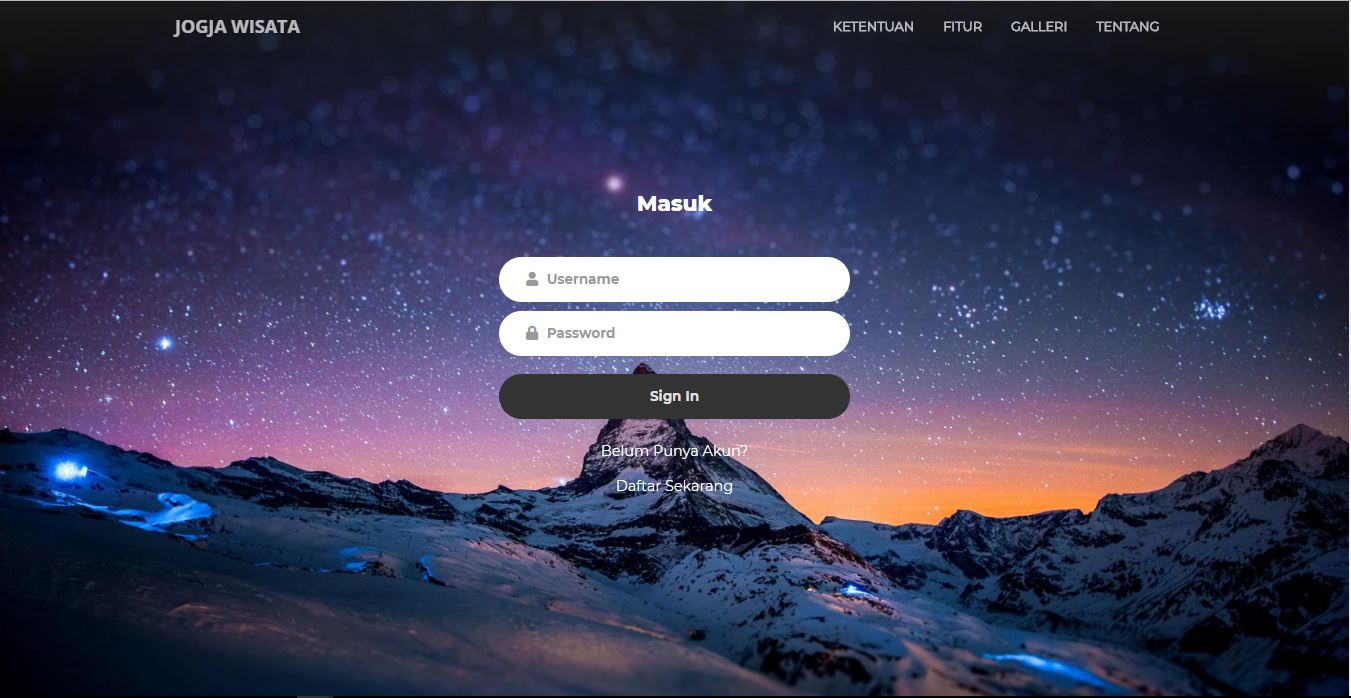 JOGJA WISATA
KETENTUAN FITUR GALLERI TENTANG
Masuk
Username
Password
Sign In
Belum Punya Akun?
Daftar Sekarang